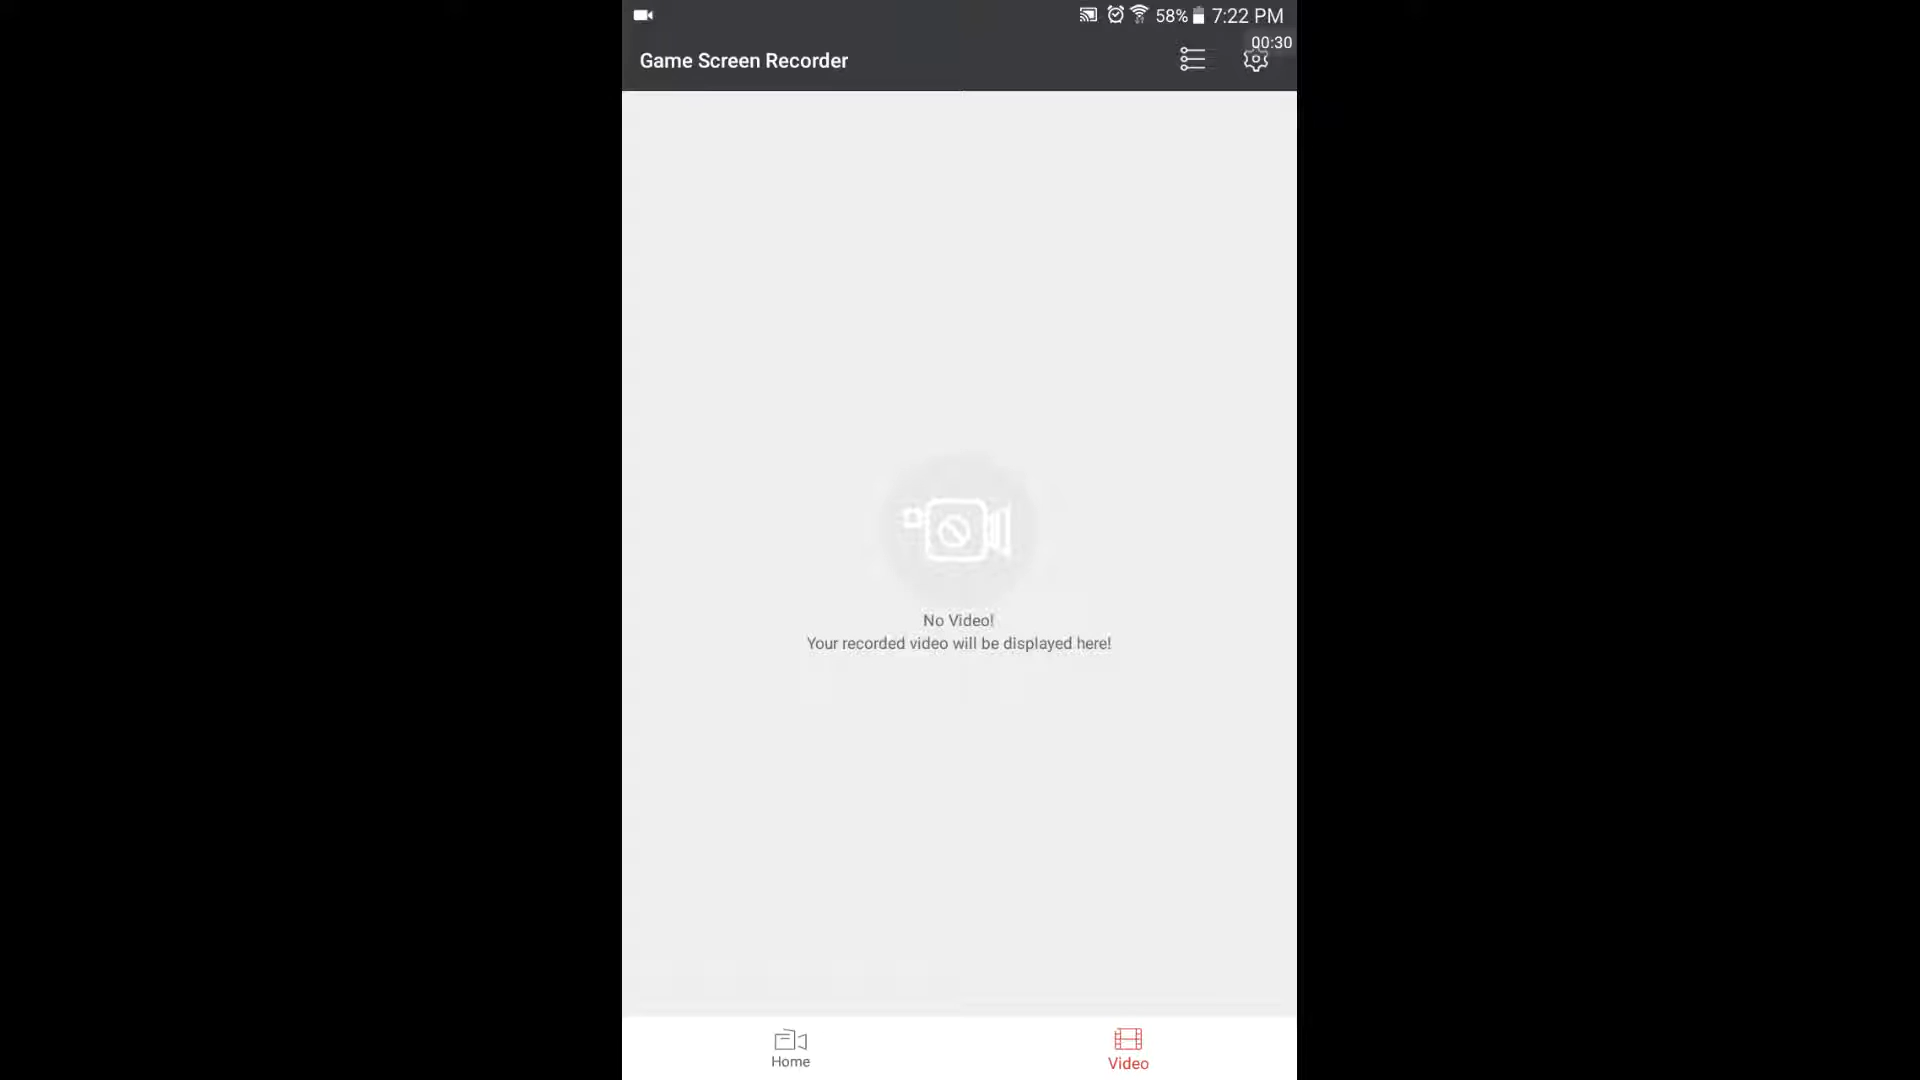 58% 7:22 PM
00:30
Game Screen Recorder
No Video!
Your recorded video will be displayed here!
Home
Video